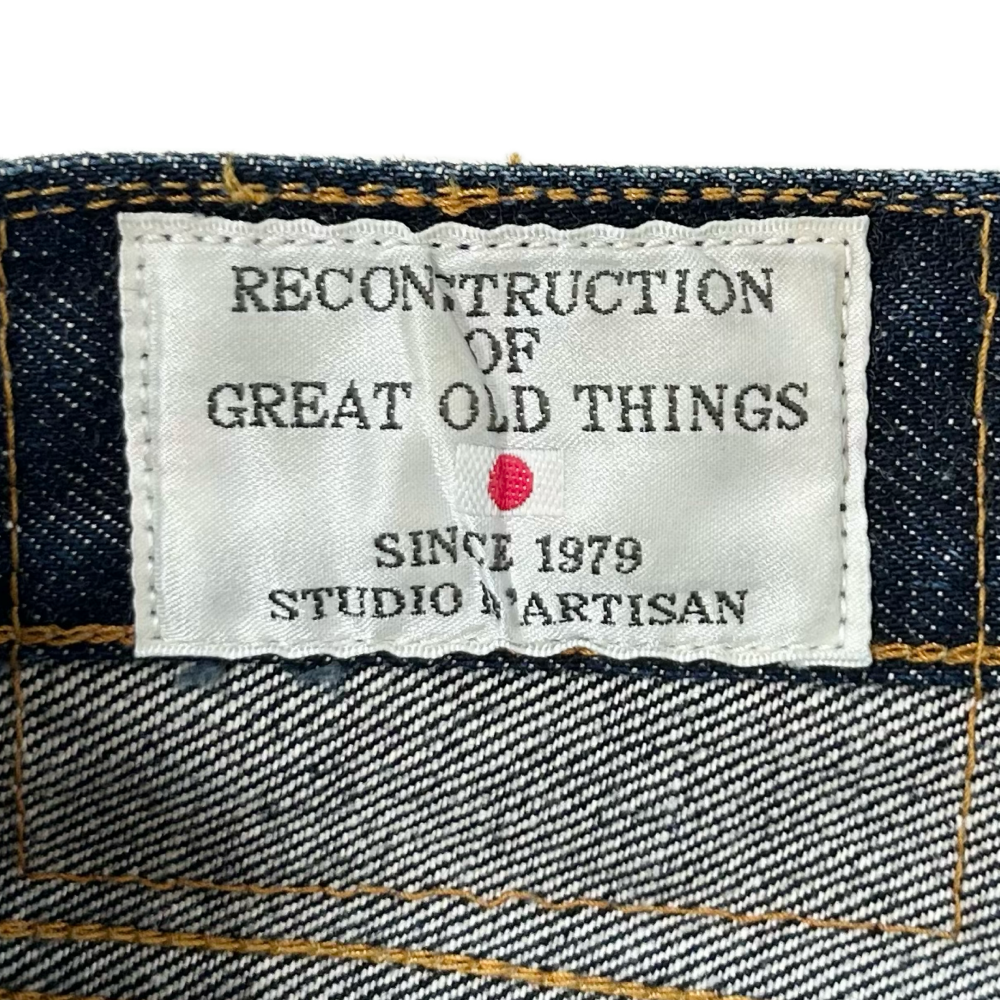 RECONSTRUCTION
OF
GREAT OLD THINGS
SINCE 1979
STUDIO D'ARTISAN